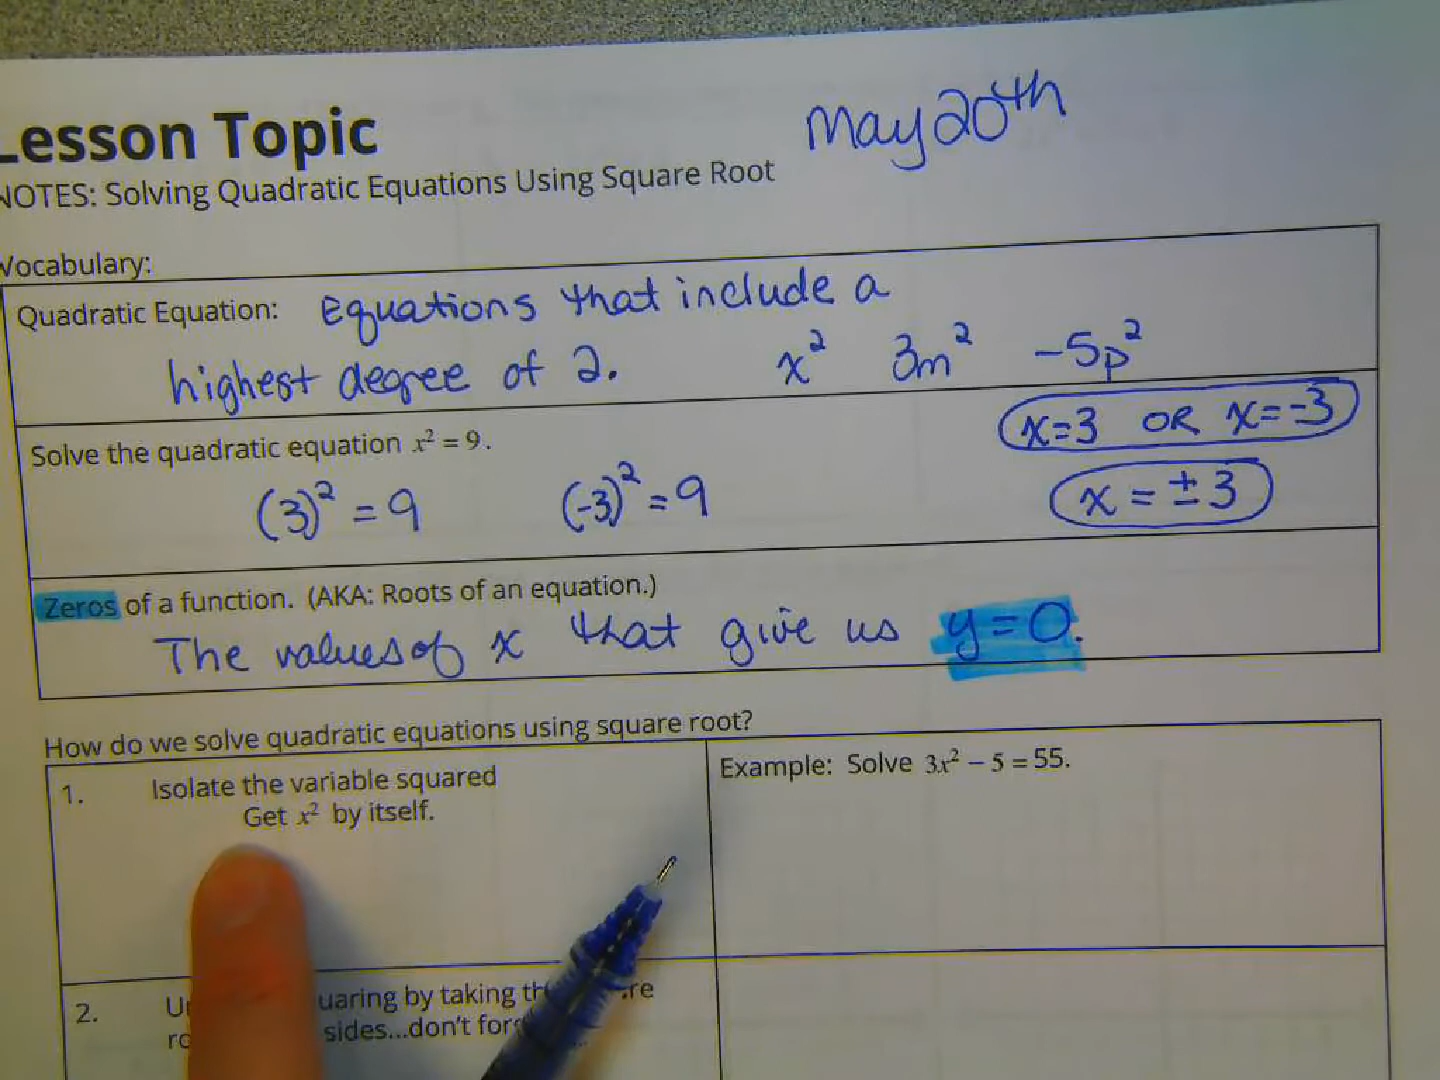 Lesson Topic
May 20th
NOTES: Solving Quadratic Equations Using Square Root
Vocabulary:
Quadratic Equation: Equations that include a
highest degree of 2. x² 3m² -5p²
Solve the quadratic equation x² = 9.
x=3 OR x=-3
(3)² = 9 (-3)² = 9
x = ±3
Zeros of a function. (AKA: Roots of an equation.)
The values of x that give us y=0.
How do we solve quadratic equations using square root?
1. Isolate the variable squared
Get x² by itself.
Example: Solve 3x² − 5 = 55.
2. uaring by taking
sides...don't